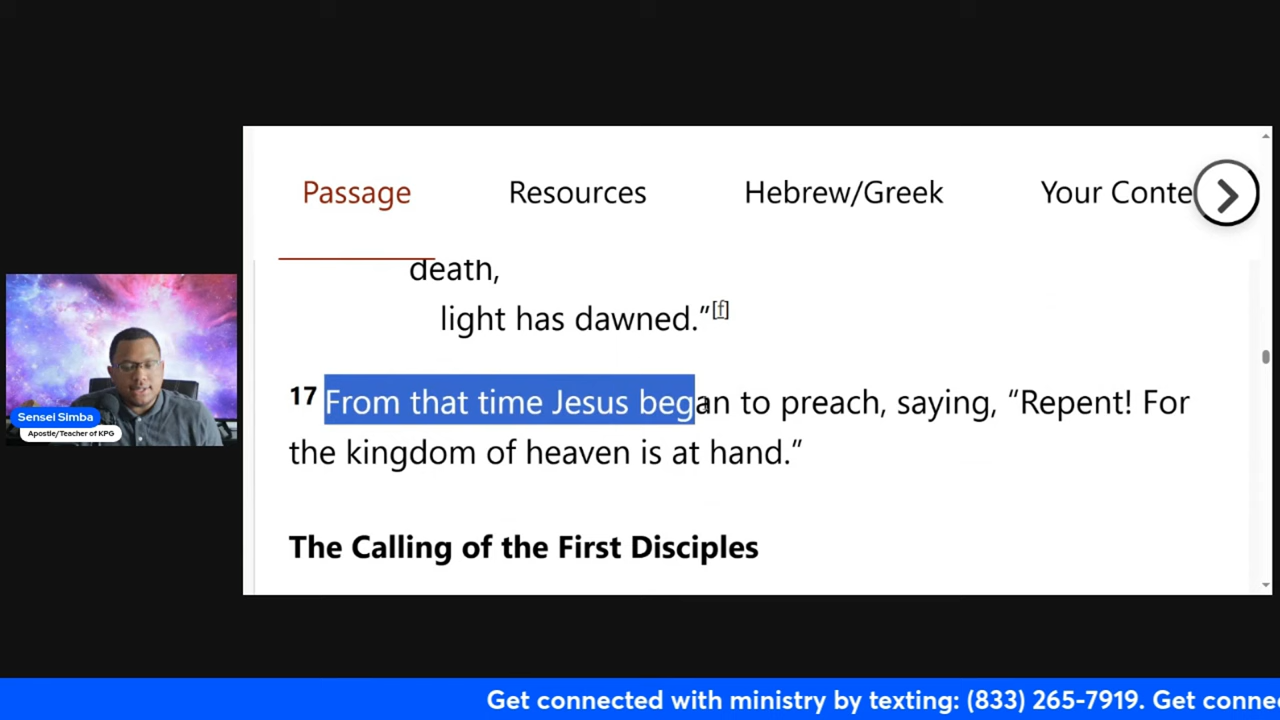 Passage
Resources
Hebrew/Greek
Your Conte
death,
light has dawned.”[f]
17 From that time Jesus began to preach, saying, “Repent! For
the kingdom of heaven is at hand.”
The Calling of the First Disciples
Sensei Simba
Apostle/Teacher of KPG
Get connected with ministry by texting: (833) 265-7919. Get conne